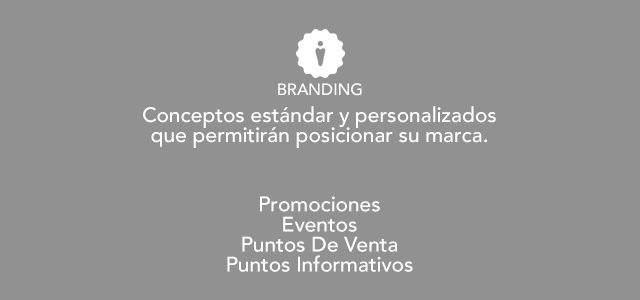 BRANDING
Conceptos estándar y personalizados
que permitirán posicionar su marca.
Promociones
Eventos
Puntos De Venta
Puntos Informativos